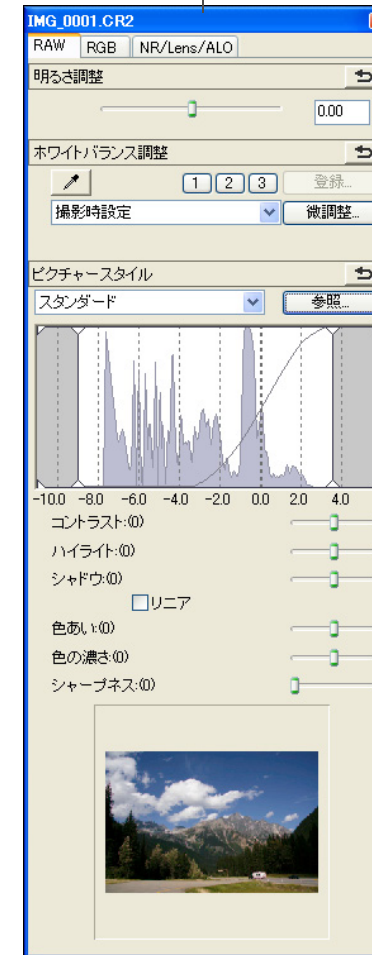 IMG_0001.CR2
RAW RGB NR/Lens/ALO
明るさ調整
0.00
ホワイトバランス調整
1 2 3 登録...
撮影時設定 微調整...
ピクチャースタイル
スタンダード 参照...
-10.0 -8.0 -6.0 -4.0 -2.0 0.0 2.0 4.0
コントラスト:(0)
ハイライト:(0)
シャドウ:(0)
リニア
色あい:(0)
色の濃さ:(0)
シャープネス:(0)